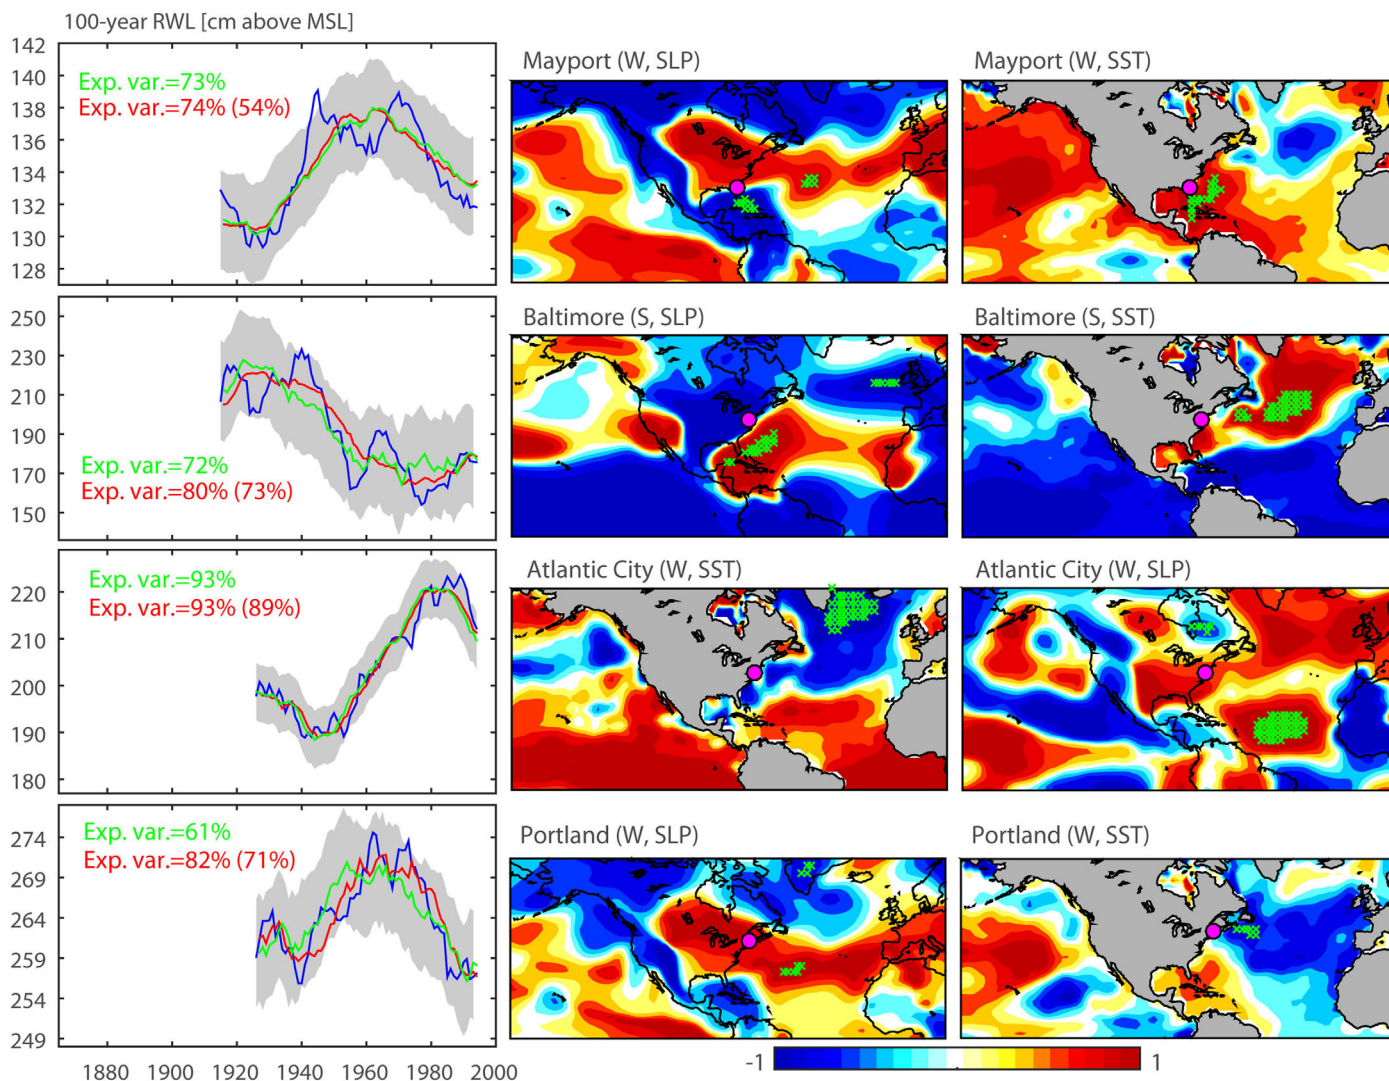 100-year RWL [cm above MSL]
142
140
138
136
134
132
130
128
Exp. var.=73%
Exp. var.=74% (54%)
Mayport (W, SLP)
Mayport (W, SST)
250
230
210
190
170
150
Exp. var.=72%
Exp. var.=80% (73%)
Baltimore (S, SLP)
Baltimore (S, SST)
220
210
200
190
180
Exp. var.=93%
Exp. var.=93% (89%)
Atlantic City (W, SST)
Atlantic City (W, SLP)
274
269
264
259
254
249
Exp. var.=61%
Exp. var.=82% (71%)
Portland (W, SLP)
Portland (W, SST)
1880 1900 1920 1940 1960 1980 2000
-1 1